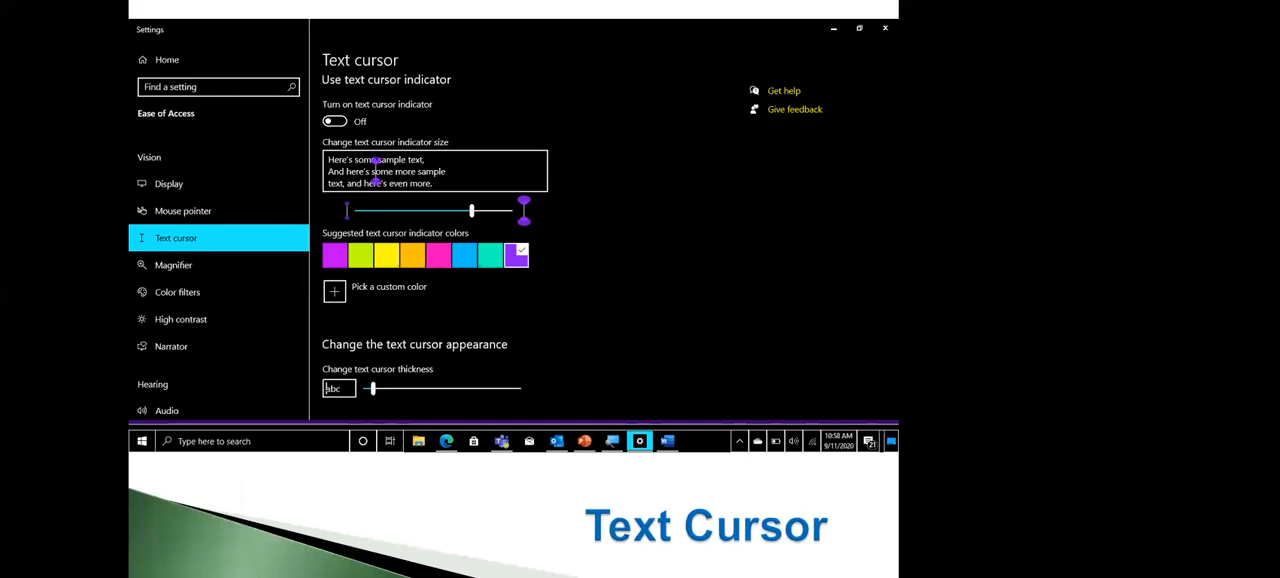 Settings
Home
Find a setting
Ease of Access
Vision
Display
Mouse pointer
Text cursor
Magnifier
Color filters
High contrast
Narrator
Hearing
Audio
Text cursor
Use text cursor indicator
Turn on text cursor indicator
Off
Change text cursor indicator size
Here's some sample text,
And here's some more sample
text, and here's even more.
Suggested text cursor indicator colors
Pick a custom color
Change the text cursor appearance
Change text cursor thickness
abc
Get help
Give feedback
Type here to search
10:58 AM
9/11/2020
21
Text Cursor